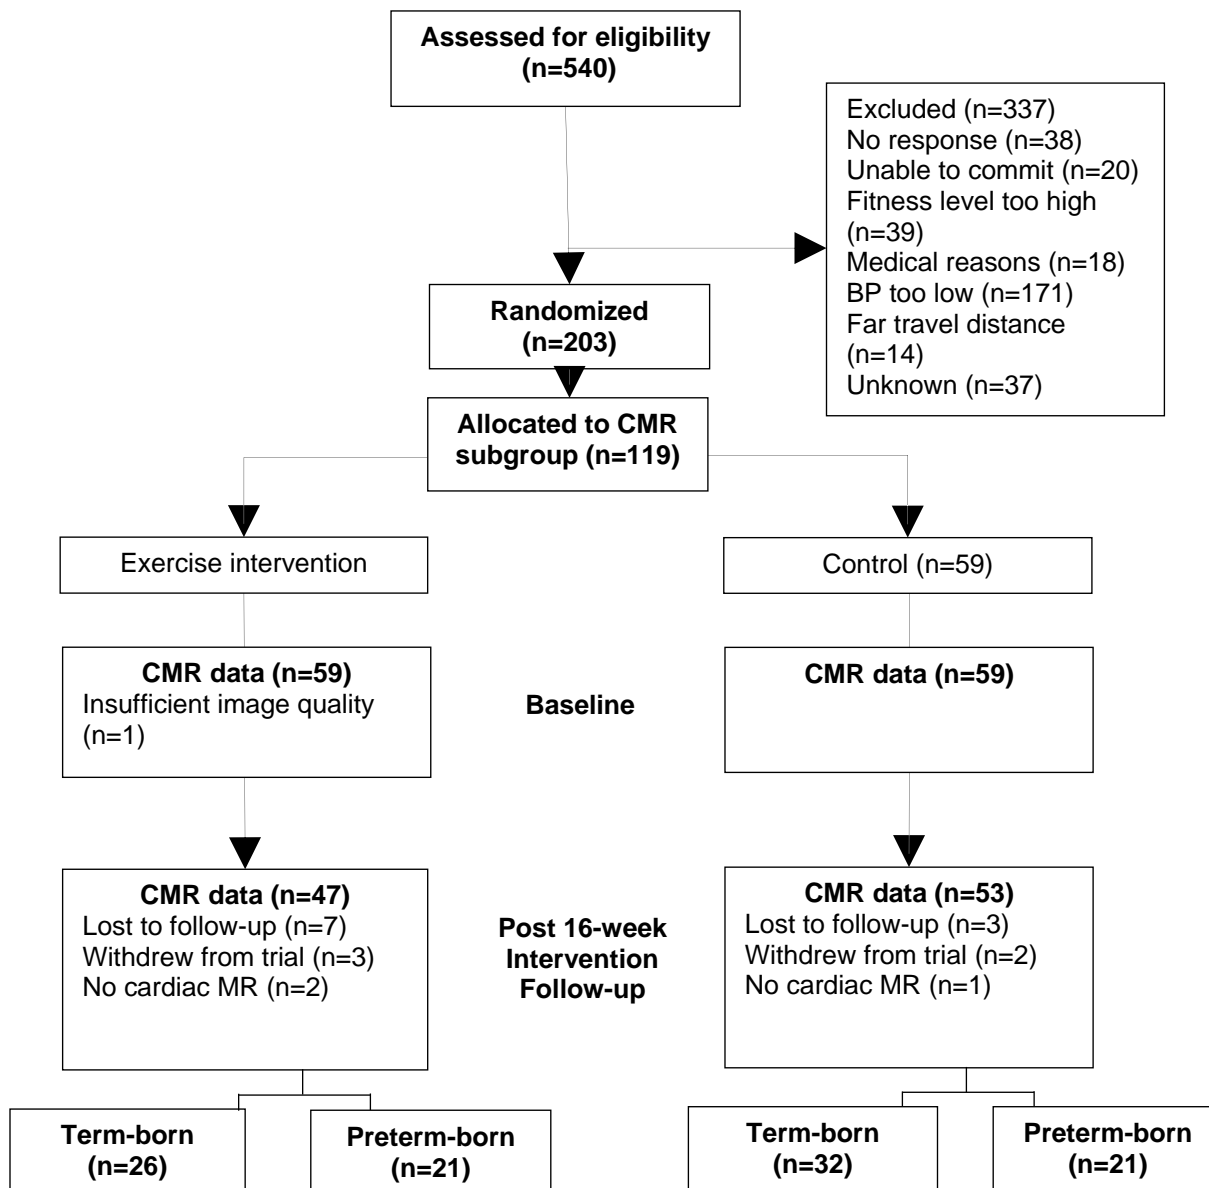 Assessed for eligibility
(n=540)
Excluded (n=337)
No response (n=38)
Unable to commit (n=20)
Fitness level too high
(n=39)
Medical reasons (n=18)
BP too low (n=171)
Far travel distance
(n=14)
Unknown (n=37)
Randomized
(n=203)
Allocated to CMR
subgroup (n=119)
Exercise intervention
Control (n=59)
CMR data (n=59)
Insufficient image quality
(n=1)
Baseline
CMR data (n=59)
CMR data (n=47)
Lost to follow-up (n=7)
Withdrew from trial (n=3)
No cardiac MR (n=2)
Post 16-week
Intervention
Follow-up
CMR data (n=53)
Lost to follow-up (n=3)
Withdrew from trial (n=2)
No cardiac MR (n=1)
Term-born
(n=26)
Preterm-born
(n=21)
Term-born
(n=32)
Preterm-born
(n=21)